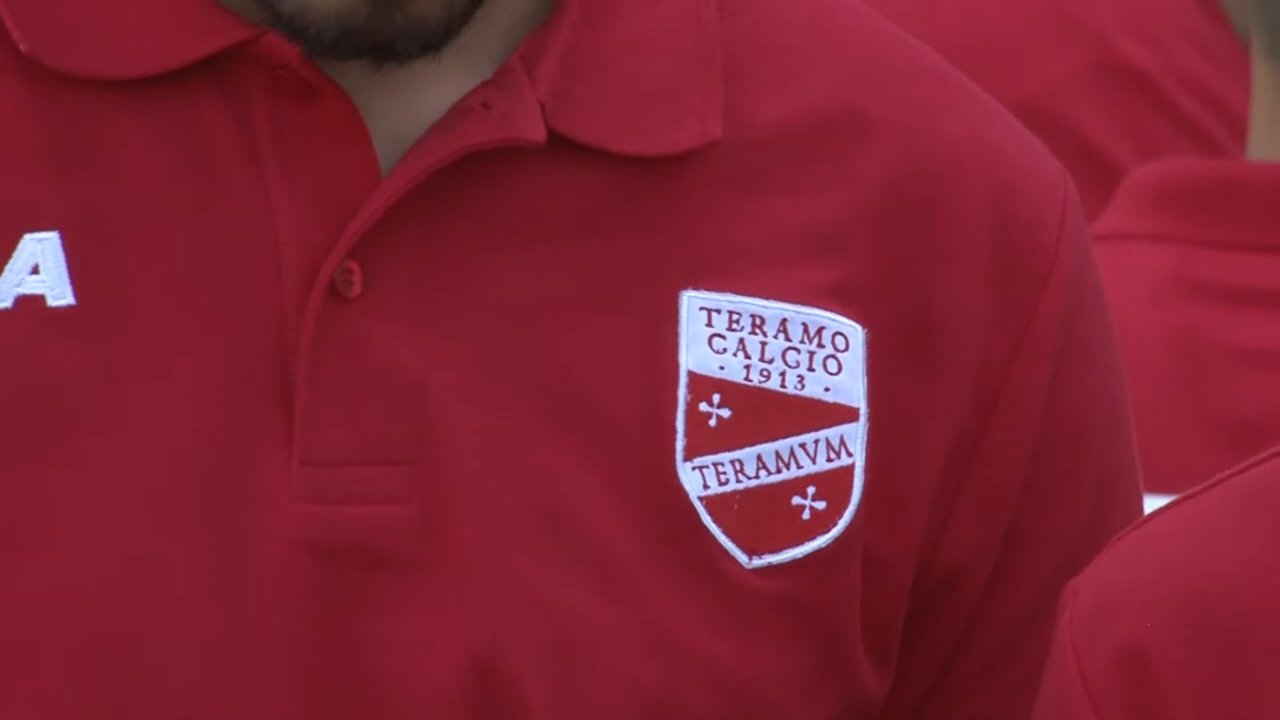 A
TERAMO
CALCIO
· 1913 ·
TERAMVM